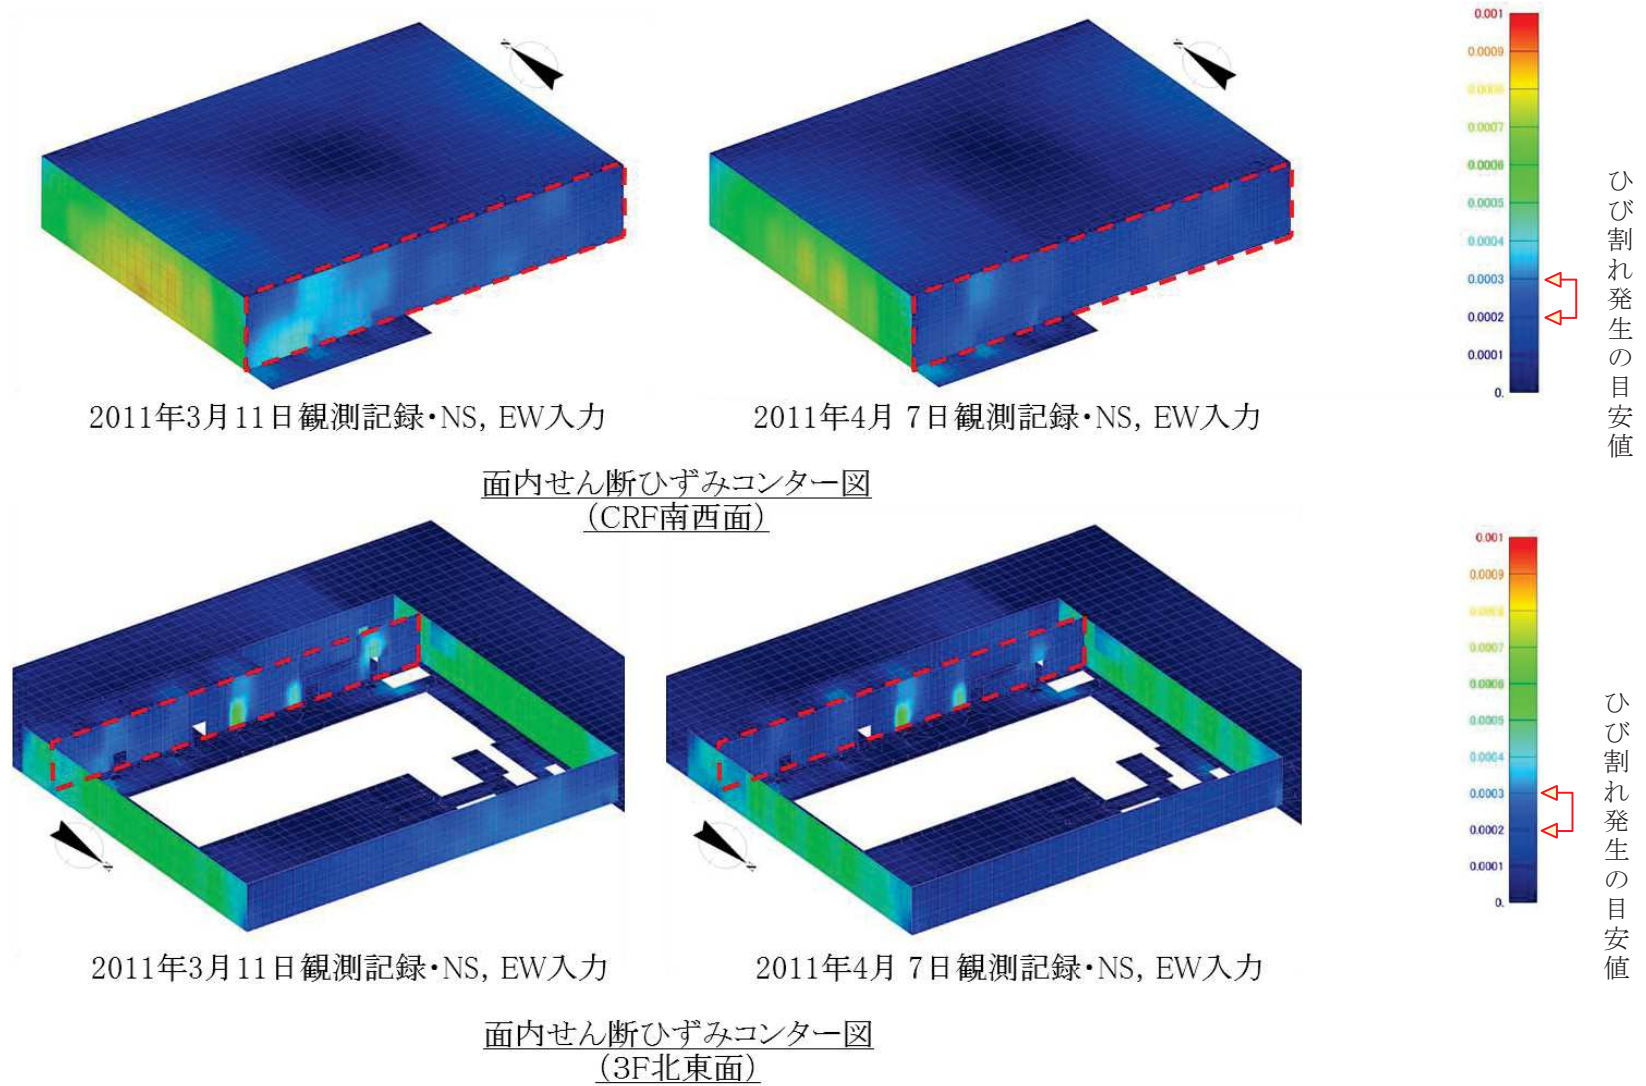 2011年3月11日観測記録・NS, EW入力
2011年4月 7日観測記録・NS, EW入力
0.001
0.0009
0.0008
0.0007
0.0006
0.0005
0.0004
0.0003
0.0002
0.0001
0.
ひび割れ発生の目安値
面内せん断ひずみコンター図
(CRF南西面)
2011年3月11日観測記録・NS, EW入力
2011年4月 7日観測記録・NS, EW入力
0.001
0.0009
0.0008
0.0007
0.0006
0.0005
0.0004
0.0003
0.0002
0.0001
0.
ひび割れ発生の目安値
面内せん断ひずみコンター図
(3F北東面)